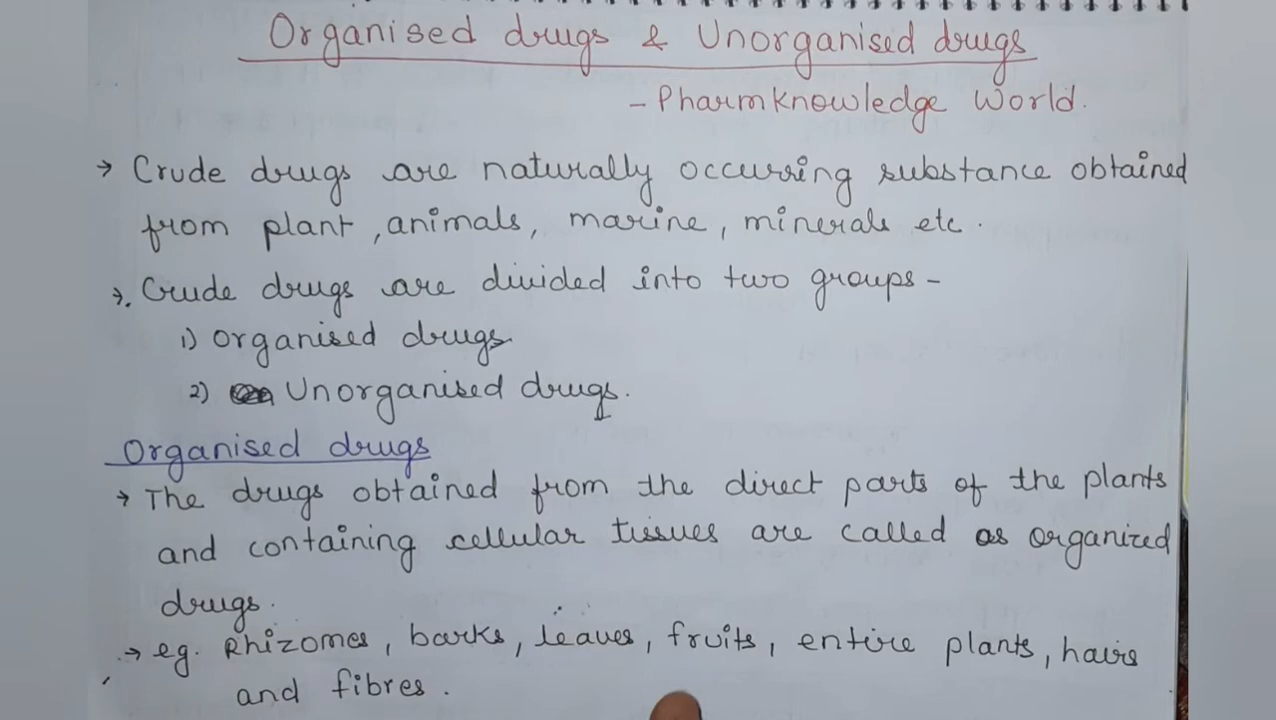 Organised drugs & Unorganised drugs
- PharmKnowledge World.
→ Crude drugs are naturally occurring substance obtained
from plant, animals, marine, minerals etc.
→. Crude drugs are divided into two groups -
1) Organised drugs.
2) Unorganised drugs.
Organised drugs
→ The drugs obtained from the direct parts of the plants
and containing cellular tissues are called as organized
drugs.
→ eg. Rhizomes, barks, leaves, fruits, entire plants, hairs
and fibres.